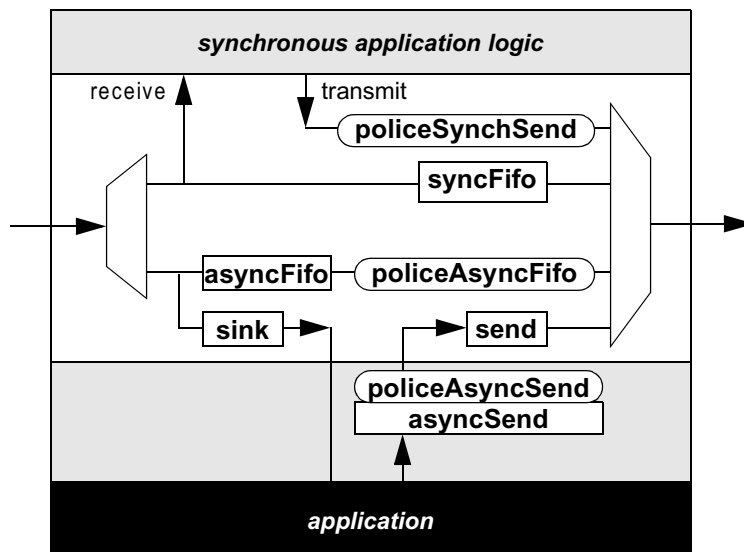 synchronous application logic
receive
transmit
policeSynchSend
syncFifo
asyncFifo
policeAsyncFifo
sink
send
policeAsyncSend
asyncSend
application